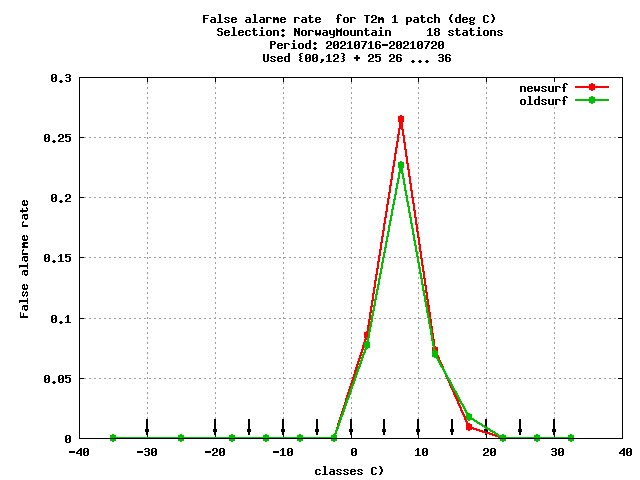 False alarme rate  for T2m 1 patch (deg C)
Selection: NorwayMountain     18 stations
Period: 20210716-20210720
Used {00,12} + 25 26 ... 36
newsurf
oldsurf
0.3
0.25
0.2
0.15
0.1
0.05
0
False alarme rate
-40 -30 -20 -10 0 10 20 30 40
classes C)